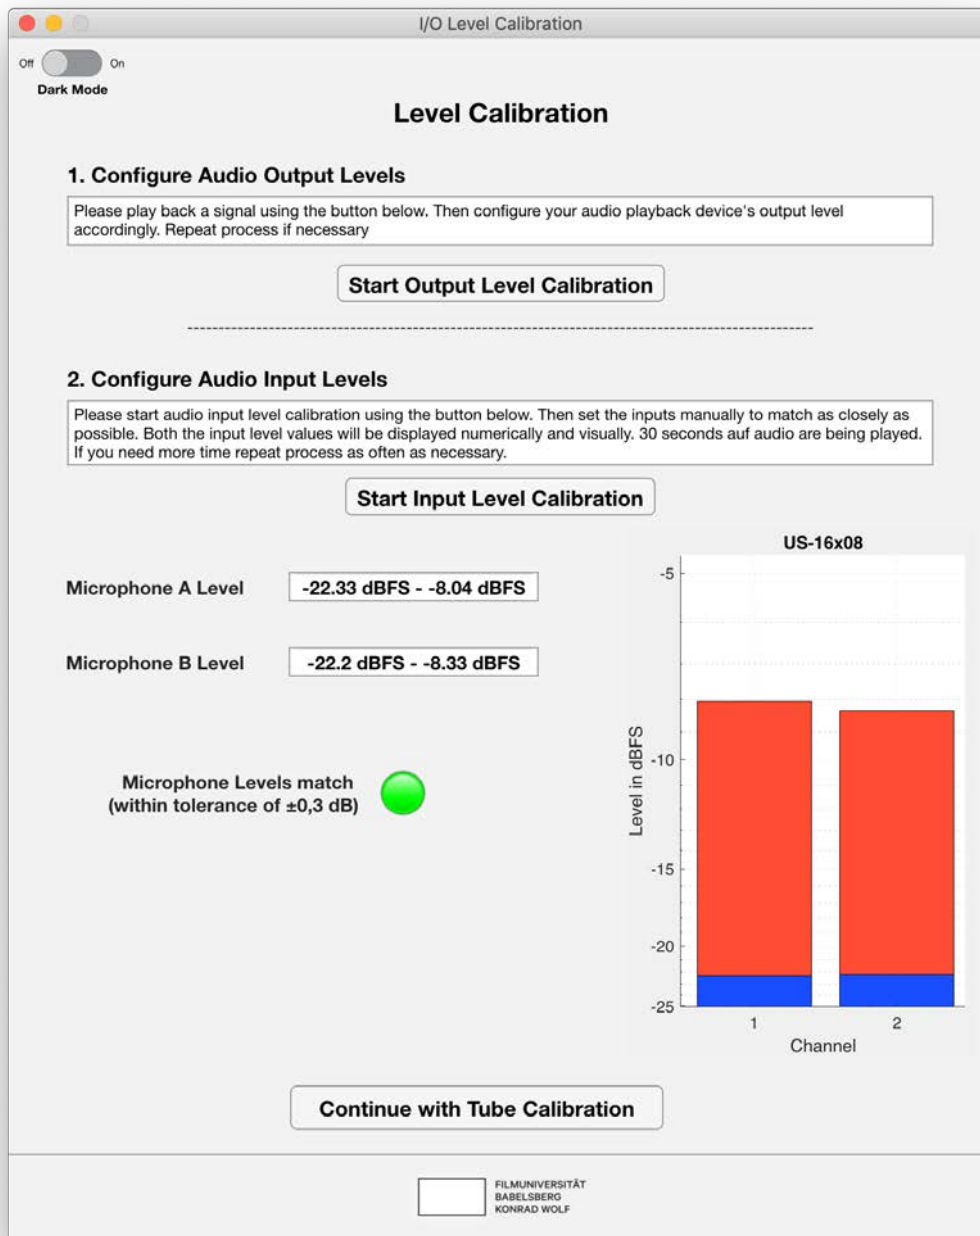 I/O Level Calibration
Off On
Dark Mode
Level Calibration
1. Configure Audio Output Levels
Please play back a signal using the button below. Then configure your audio playback device's output level
accordingly. Repeat process if necessary
Start Output Level Calibration
2. Configure Audio Input Levels
Please start audio input level calibration using the button below. Then set the inputs manually to match as closely as
possible. Both the input level values will be displayed numerically and visually. 30 seconds auf audio are being played.
If you need more time repeat process as often as necessary.
Start Input Level Calibration
Microphone A Level -22.33 dBFS - -8.04 dBFS
Microphone B Level -22.2 dBFS - -8.33 dBFS
Microphone Levels match
(within tolerance of ±0,3 dB)
US-16x08
Level in dBFS
-5
-10
-15
-20
-25
1 2
Channel
Continue with Tube Calibration
FILMUNIVERSITÄT
BABELSBERG
KONRAD WOLF